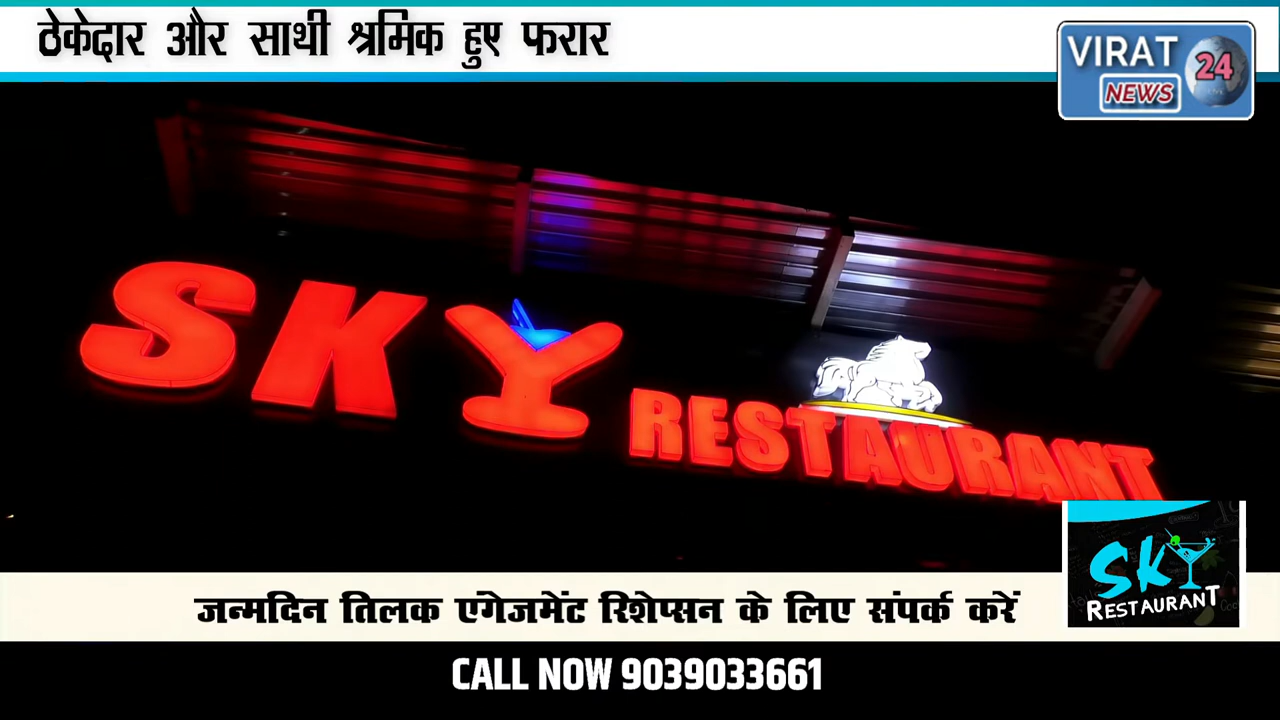 ठेकेदार और साथी श्रमिक हुए फरार
VIRAT
24
NEWS
SKY
RESTAURANT
SKY
RESTAURANT
जन्मदिन तिलक एंगेजमेंट रिशेप्सन के लिए संपर्क करें
CALL NOW 9039033661